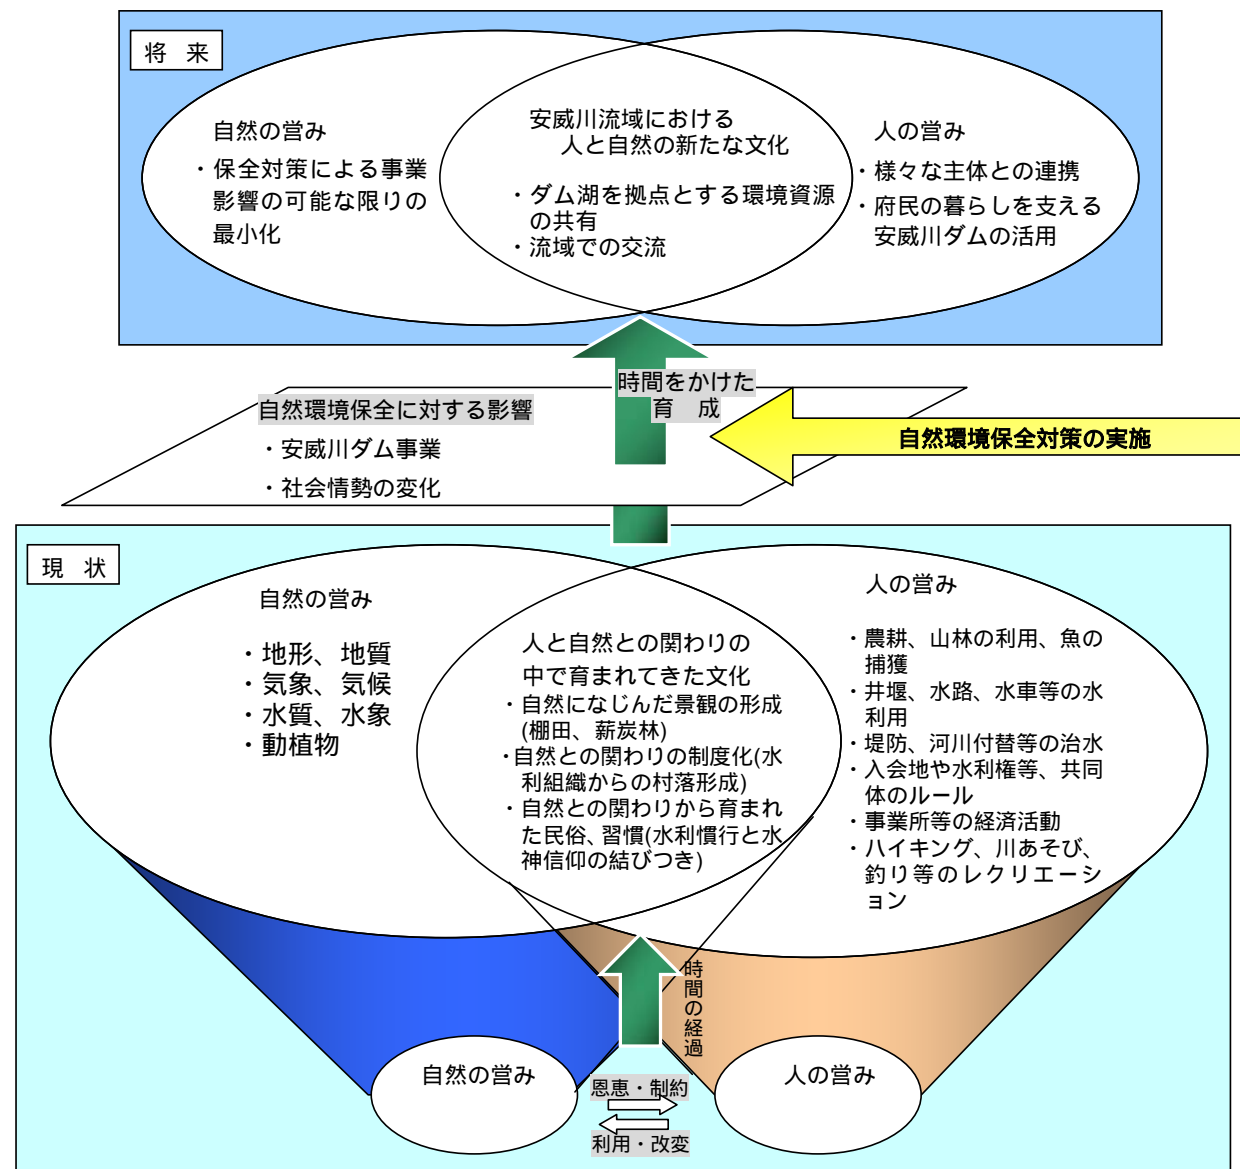 将 来
自然の営み
・保全対策による事業
影響の可能な限りの
最小化
安威川流域における
人と自然の新たな文化
・ダム湖を拠点とする環境資源
の共有
・流域での交流
人の営み
・様々な主体との連携
・府民の暮らしを支える
安威川ダムの活用
時間をかけた
育 成
自然環境保全に対する影響
・安威川ダム事業
・社会情勢の変化
自然環境保全対策の実施
現 状
自然の営み
・地形、地質
・気象、気候
・水質、水象
・動植物
人と自然との関わりの
中で育まれてきた文化
・自然になじんだ景観の形成
(棚田、薪炭林)
・自然との関わりの制度化(水
利組織からの村落形成)
・自然との関わりから育まれ
た民俗、習慣(水利慣行と水
神信仰の結びつき)
人の営み
・農耕、山林の利用、魚の
捕獲
・井堰、水路、水車等の水
利用
・堤防、河川付替等の治水
・入会地や水利権等、共同
体のルール
・事業所等の経済活動
・ハイキング、川あそび、
釣り等のレクリエーシ
ョン
時間の経過
自然の営み
恩恵・制約
利用・改変
人の営み